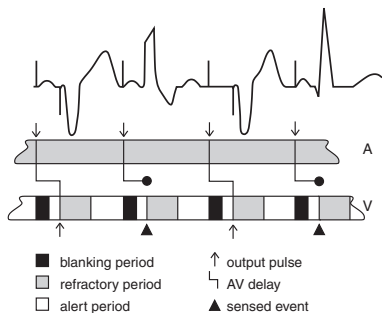 A
V
blanking period
output pulse
refractory period
AV delay
alert period
sensed event